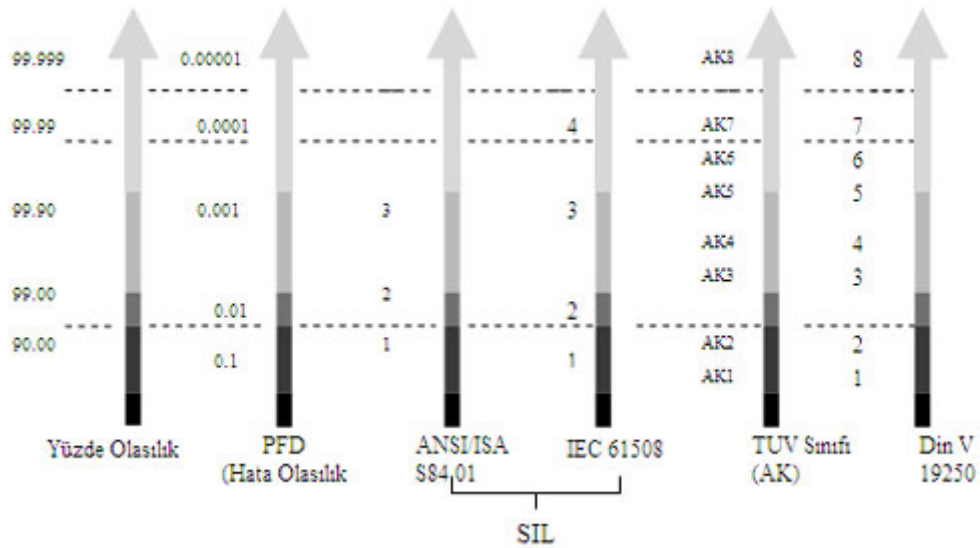 99.999 0.00001 AK8 8
99.99 0.0001 4 AK7 7
AK6 6
99.90 0.001 3 3 AK5 5
AK4 4
AK3 3
99.00 0.01 2 2
90.00 0.1 1 1 AK2 2
AK1 1
Yüzde Olasılık PFD ANSI/ISA IEC 61508 TUV Sınıfı Din V
(Hata Olasılık S84.01 (AK) 19250
SIL